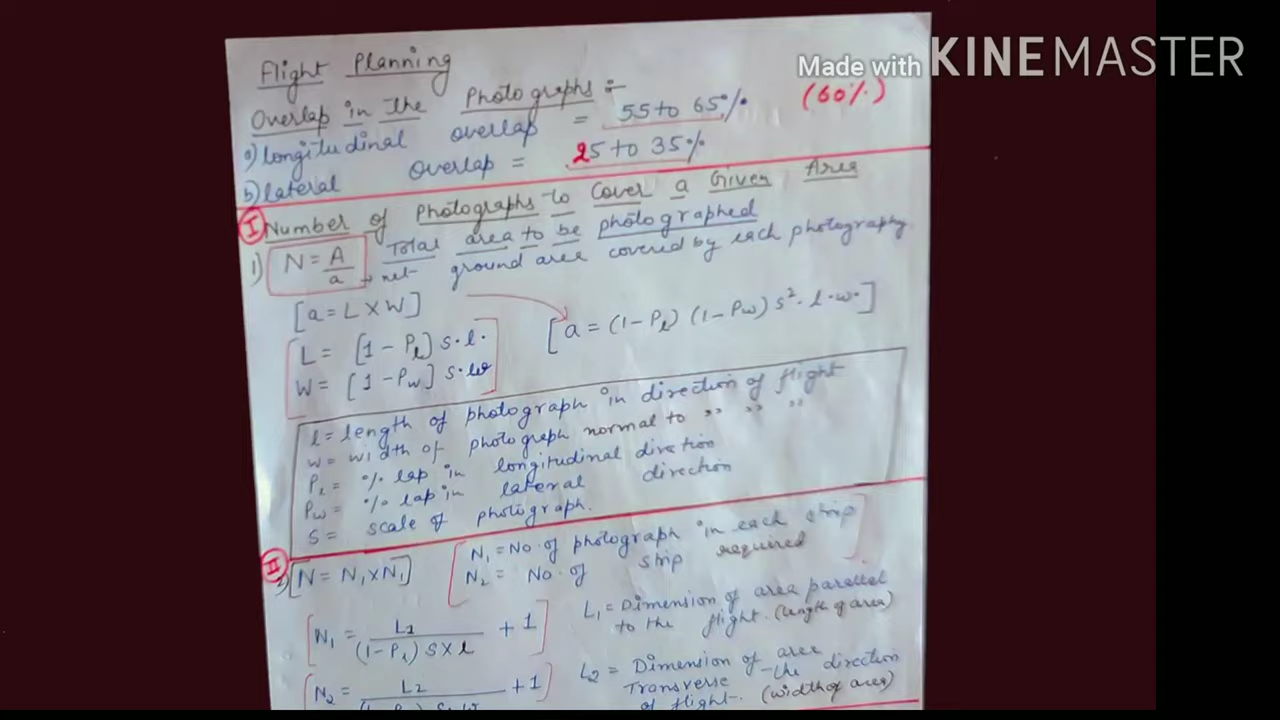 Made with KINEMASTER
Flight Planning
Overlap in the Photographs :-
a) longitudinal overlap = 55 to 65% (60%)
b) lateral overlap = 25 to 35%
I Number of Photographs to Cover a Given Area
1) N = A/a Total area to be photographed
→ net ground area covered by each photography
[a = L X W] [a = (1 - Pl) (1 - Pw) s². l. w.]
L = [1 - Pl] s. l.
W = [1 - Pw] s. w
l = length of photograph in direction of flight
w = width of photograph normal to " " "
Pl = % lap in longitudinal direction
Pw = % lap in lateral direction
S = scale of photograph.
II
2) [N = N1 X N1] N1 = No. of photograph in each strip
N2 = No. of strip required
N1 = L1 / (1 - Pl) S X l + 1 L1 = Dimension of area parallel
to the flight. (length of area)
N2 = L2 + 1 L2 = Dimension of area
Transverse the direction
of flight. (width of area)